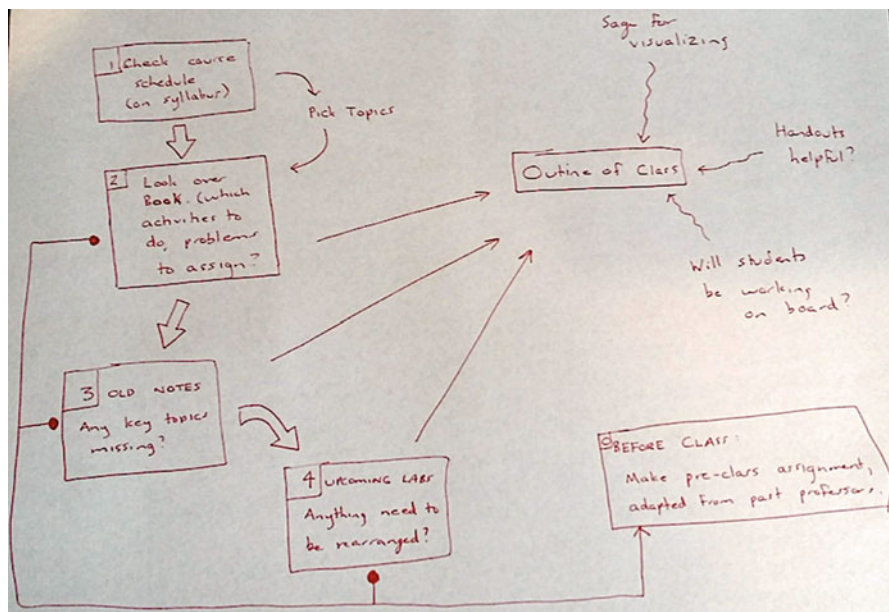 1 Check course
schedule
(on syllabus)
Pick Topics
2 Look over
Book. (which
activities to
do, problems
to assign?
3 OLD NOTES
Any key topics
missing?
4 UPCOMING LABS
Anything need to
be rearranged?
Sage for
visualizing
Handouts
helpful?
Outine of Class
Will students
be working
on board?
0 BEFORE CLASS:
Make pre-class assignment,
adapted from past professors.